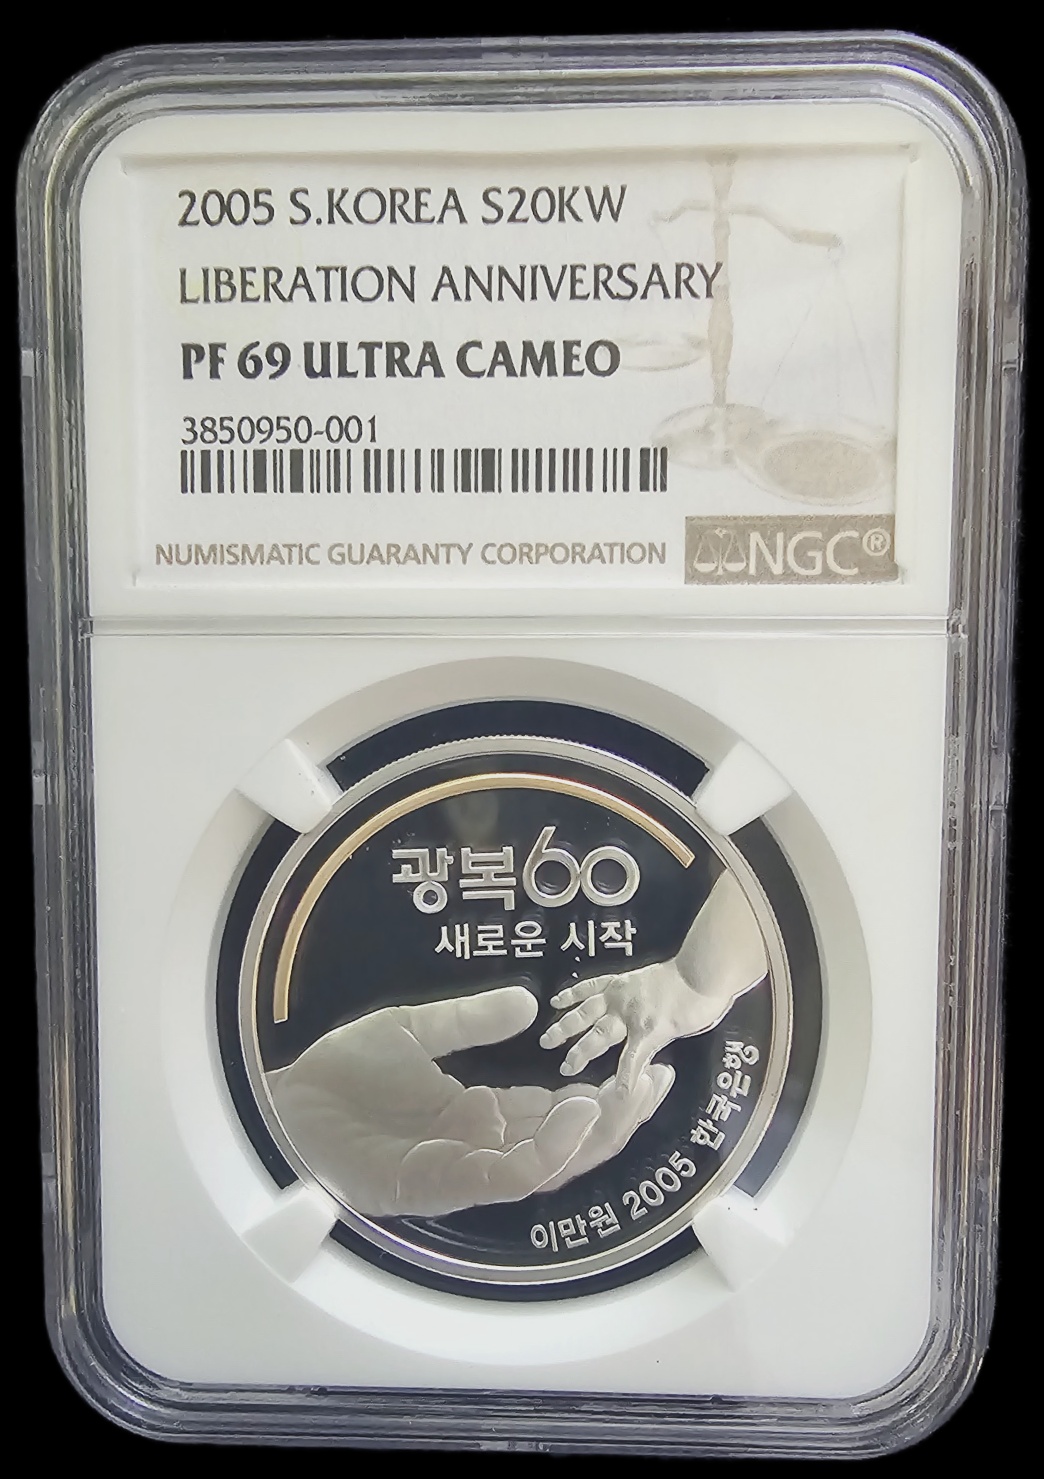 2005 S.KOREA S20KW
LIBERATION ANNIVERSARY
PF 69 ULTRA CAMEO
3850950-001
NUMISMATIC GUARANTY CORPORATION
NGC®
광복60
새로운 시작
이만원 2005 한국은행